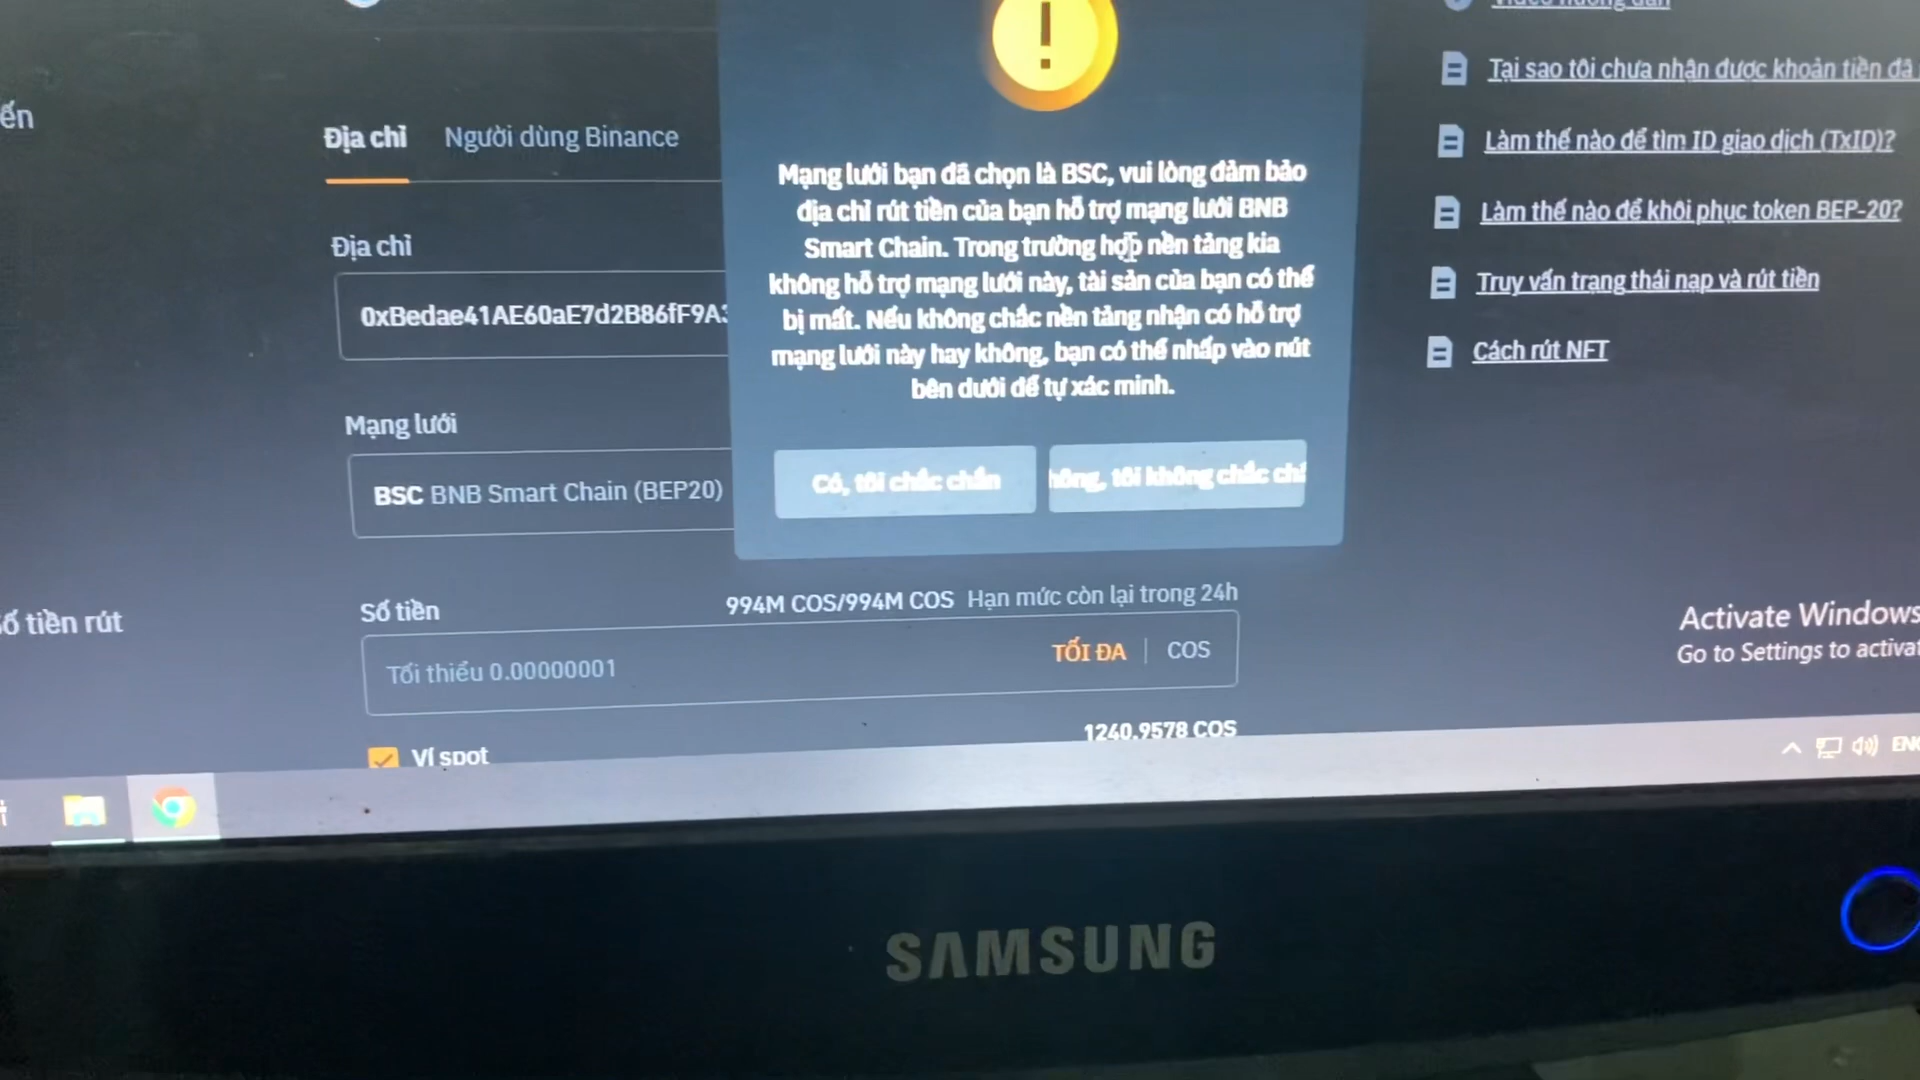 ến
Địa chỉ
Người dùng Binance
Địa chỉ
0xBedae41AE60aE7d2B86fF9A
Mạng lưới
BSC BNB Smart Chain (BEP20)
Mạng lưới bạn đã chọn là BSC, vui lòng đảm bảo
địa chỉ rút tiền của bạn hỗ trợ mạng lưới BNB
Smart Chain. Trong trường hợp nền tảng kia
không hỗ trợ mạng lưới này, tài sản của bạn có thể
bị mất. Nếu không chắc nền tảng nhận có hỗ trợ
mạng lưới này hay không, bạn có thể nhấp vào nút
bên dưới để tự xác minh.
Có, tôi chắc chắn
hông, tôi không chắc ch
Tại sao tôi chưa nhận được khoản tiền đã
Làm thế nào để tìm ID giao dịch (TxID)?
Làm thế nào để khôi phục token BEP-20?
Truy vấn trạng thái nạp và rút tiền
Cách rút NFT
ố tiền rút
Số tiền
994M COS/994M COS Hạn mức còn lại trong 24h
Tối thiểu 0.00000001
TỐI ĐA
COS
1240.9578 COS
Ví spot
Activate Windows
Go to Settings to activat
ENG
SAMSUNG